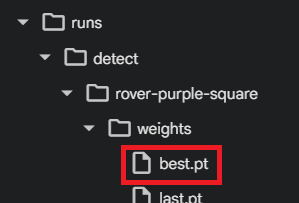 runs
detect
rover-purple-square
weights
best.pt
last.pt